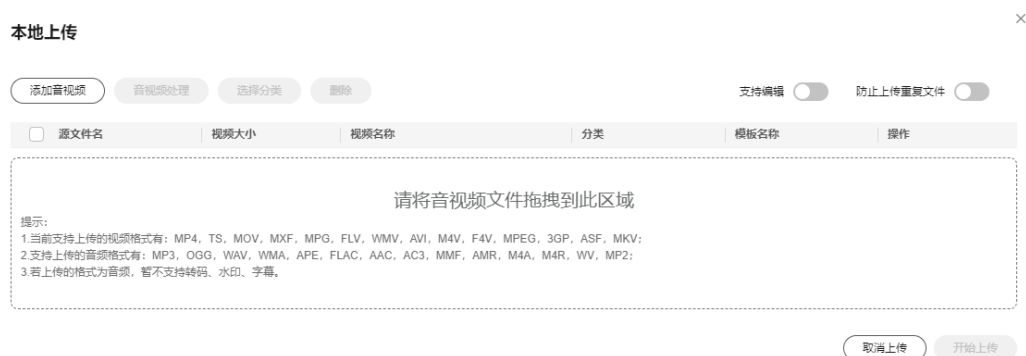 本地上传
添加音视频 音视频处理 选择分类 删除 支持编辑 防止上传重复文件
源文件名 视频大小 视频名称 分类 模板名称 操作
请将音视频文件拖拽到此区域
提示:
1.当前支持上传的视频格式有：MP4，TS，MOV，MXF，MPG，FLV，WMV，AVI，M4V，F4V，MPEG，3GP，ASF，MKV;
2.支持上传的音频格式有：MP3，OGG，WAV，WMA，APE，FLAC，AAC，AC3，MMF，AMR，M4A，M4R，WV，MP2;
3.若上传的格式为音频，暂不支持转码、水印、字幕。
取消上传 开始上传